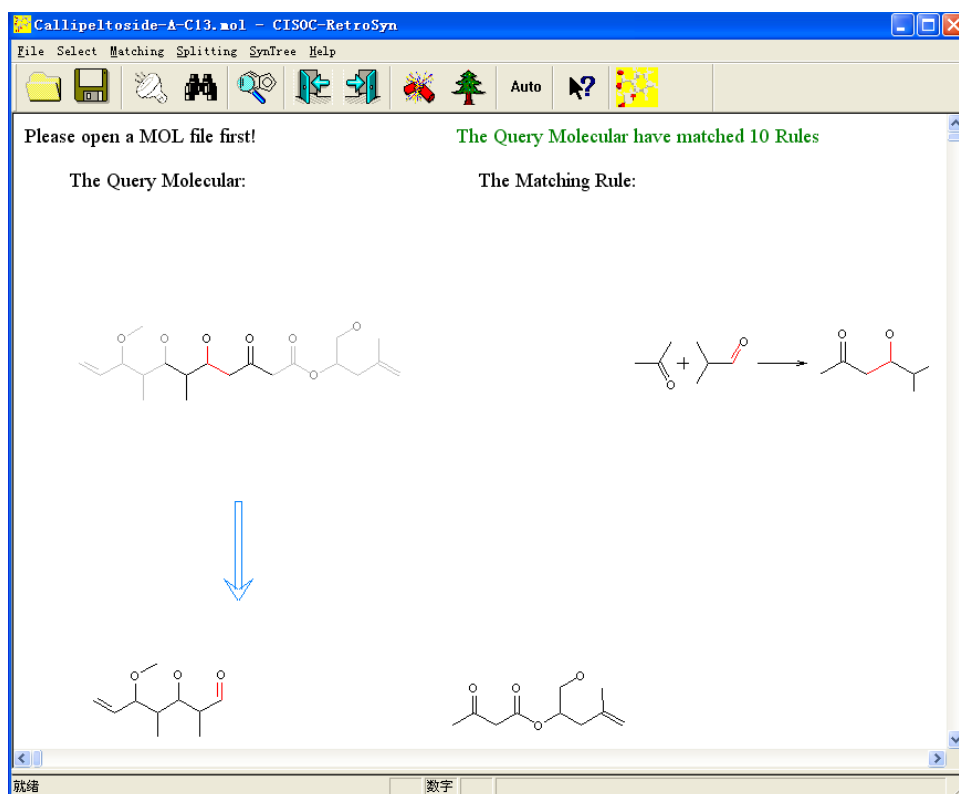 Callipeltoside-A-C13.mol - CISOC-RetroSyn
File Select Matching Splitting SynTree Help
Auto ?
Please open a MOL file first! The Query Molecular have matched 10 Rules
The Query Molecular: The Matching Rule:
O O O O O O
O
O O
+
O
O O O
O O O
O
就绪 数字